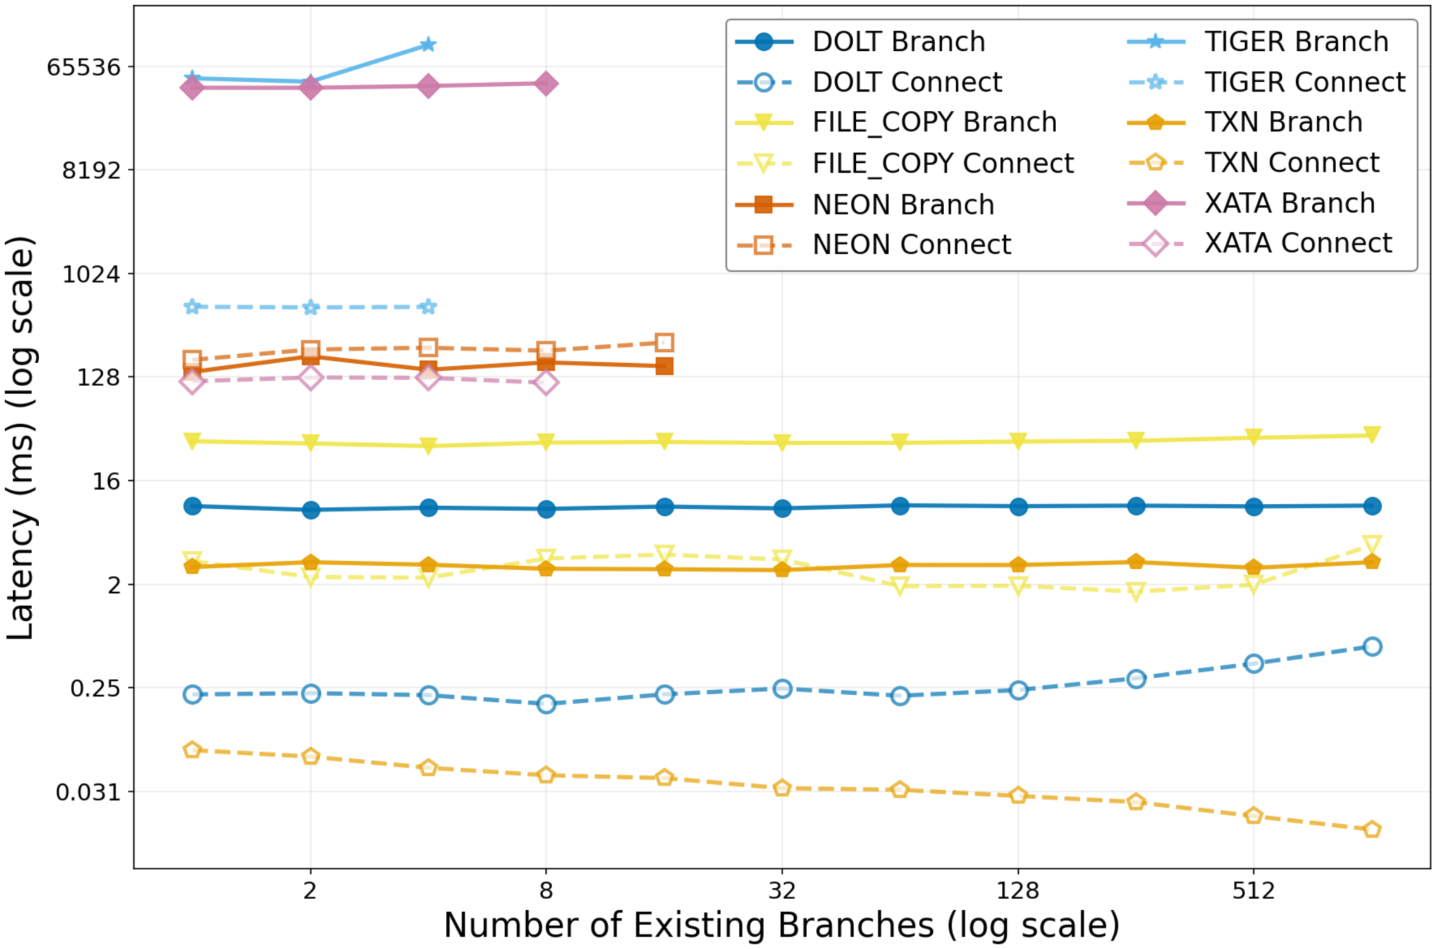 65536
8192
1024
128
16
2
0.25
0.031
Latency (ms) (log scale)
DOLT Branch
DOLT Connect
FILE_COPY Branch
FILE_COPY Connect
NEON Branch
NEON Connect
TIGER Branch
TIGER Connect
TXN Branch
TXN Connect
XATA Branch
XATA Connect
2 8 32 128 512
Number of Existing Branches (log scale)